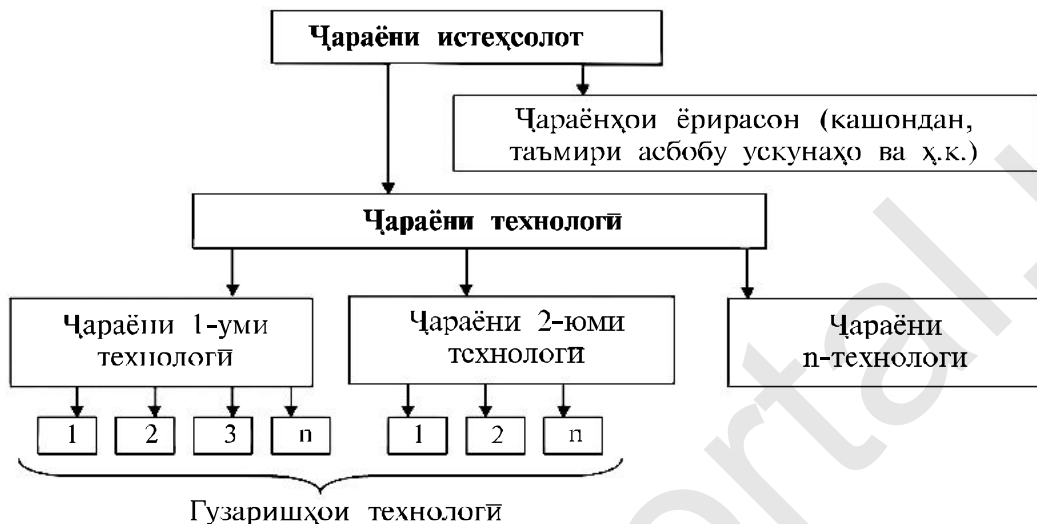 Ҷараёни истеҳсолот
Ҷараёнҳои ёрирасон (кашондан,
таъмири асбобу ускунаҳо ва ҳ.к.)
Ҷараёни технологӣ
Ҷараёни 1-уми
технологӣ
Ҷараёни 2-юми
технологӣ
Ҷараёни
n-технологи
1 2 3 n
1 2 n
Гузаришҳои технологӣ